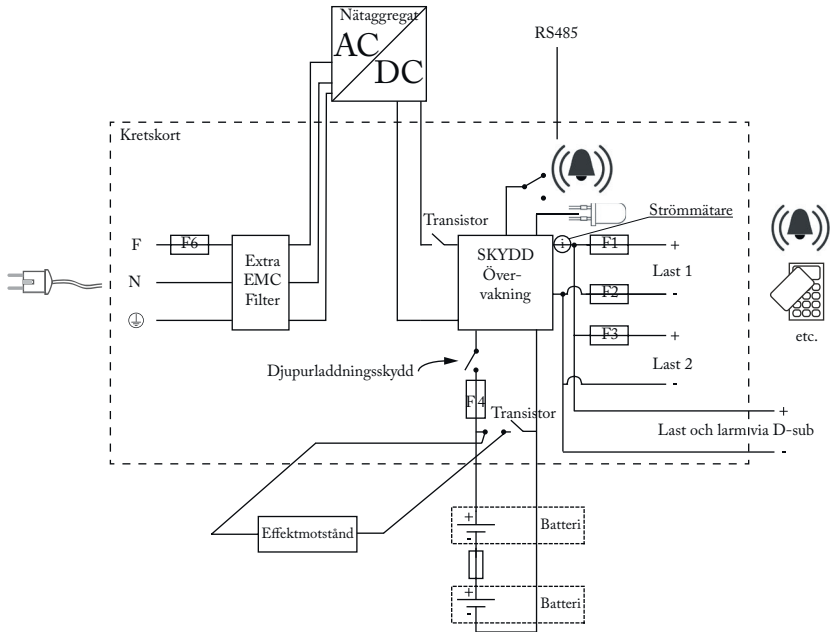 Nätaggregat
AC
DC
RS485
Kretskort
Transistor
Strömmätare
F
F6
Extra
EMC
Filter
SKYDD
Över-
vakning
i
F1
+
Last 1
N
F2
-
F3
+
etc.
Last 2
-
Djupurladdningsskydd
F4
Transistor
+
Last och larm via D-sub
-
Effektmotstånd
+
-
Batteri
+
-
Batteri